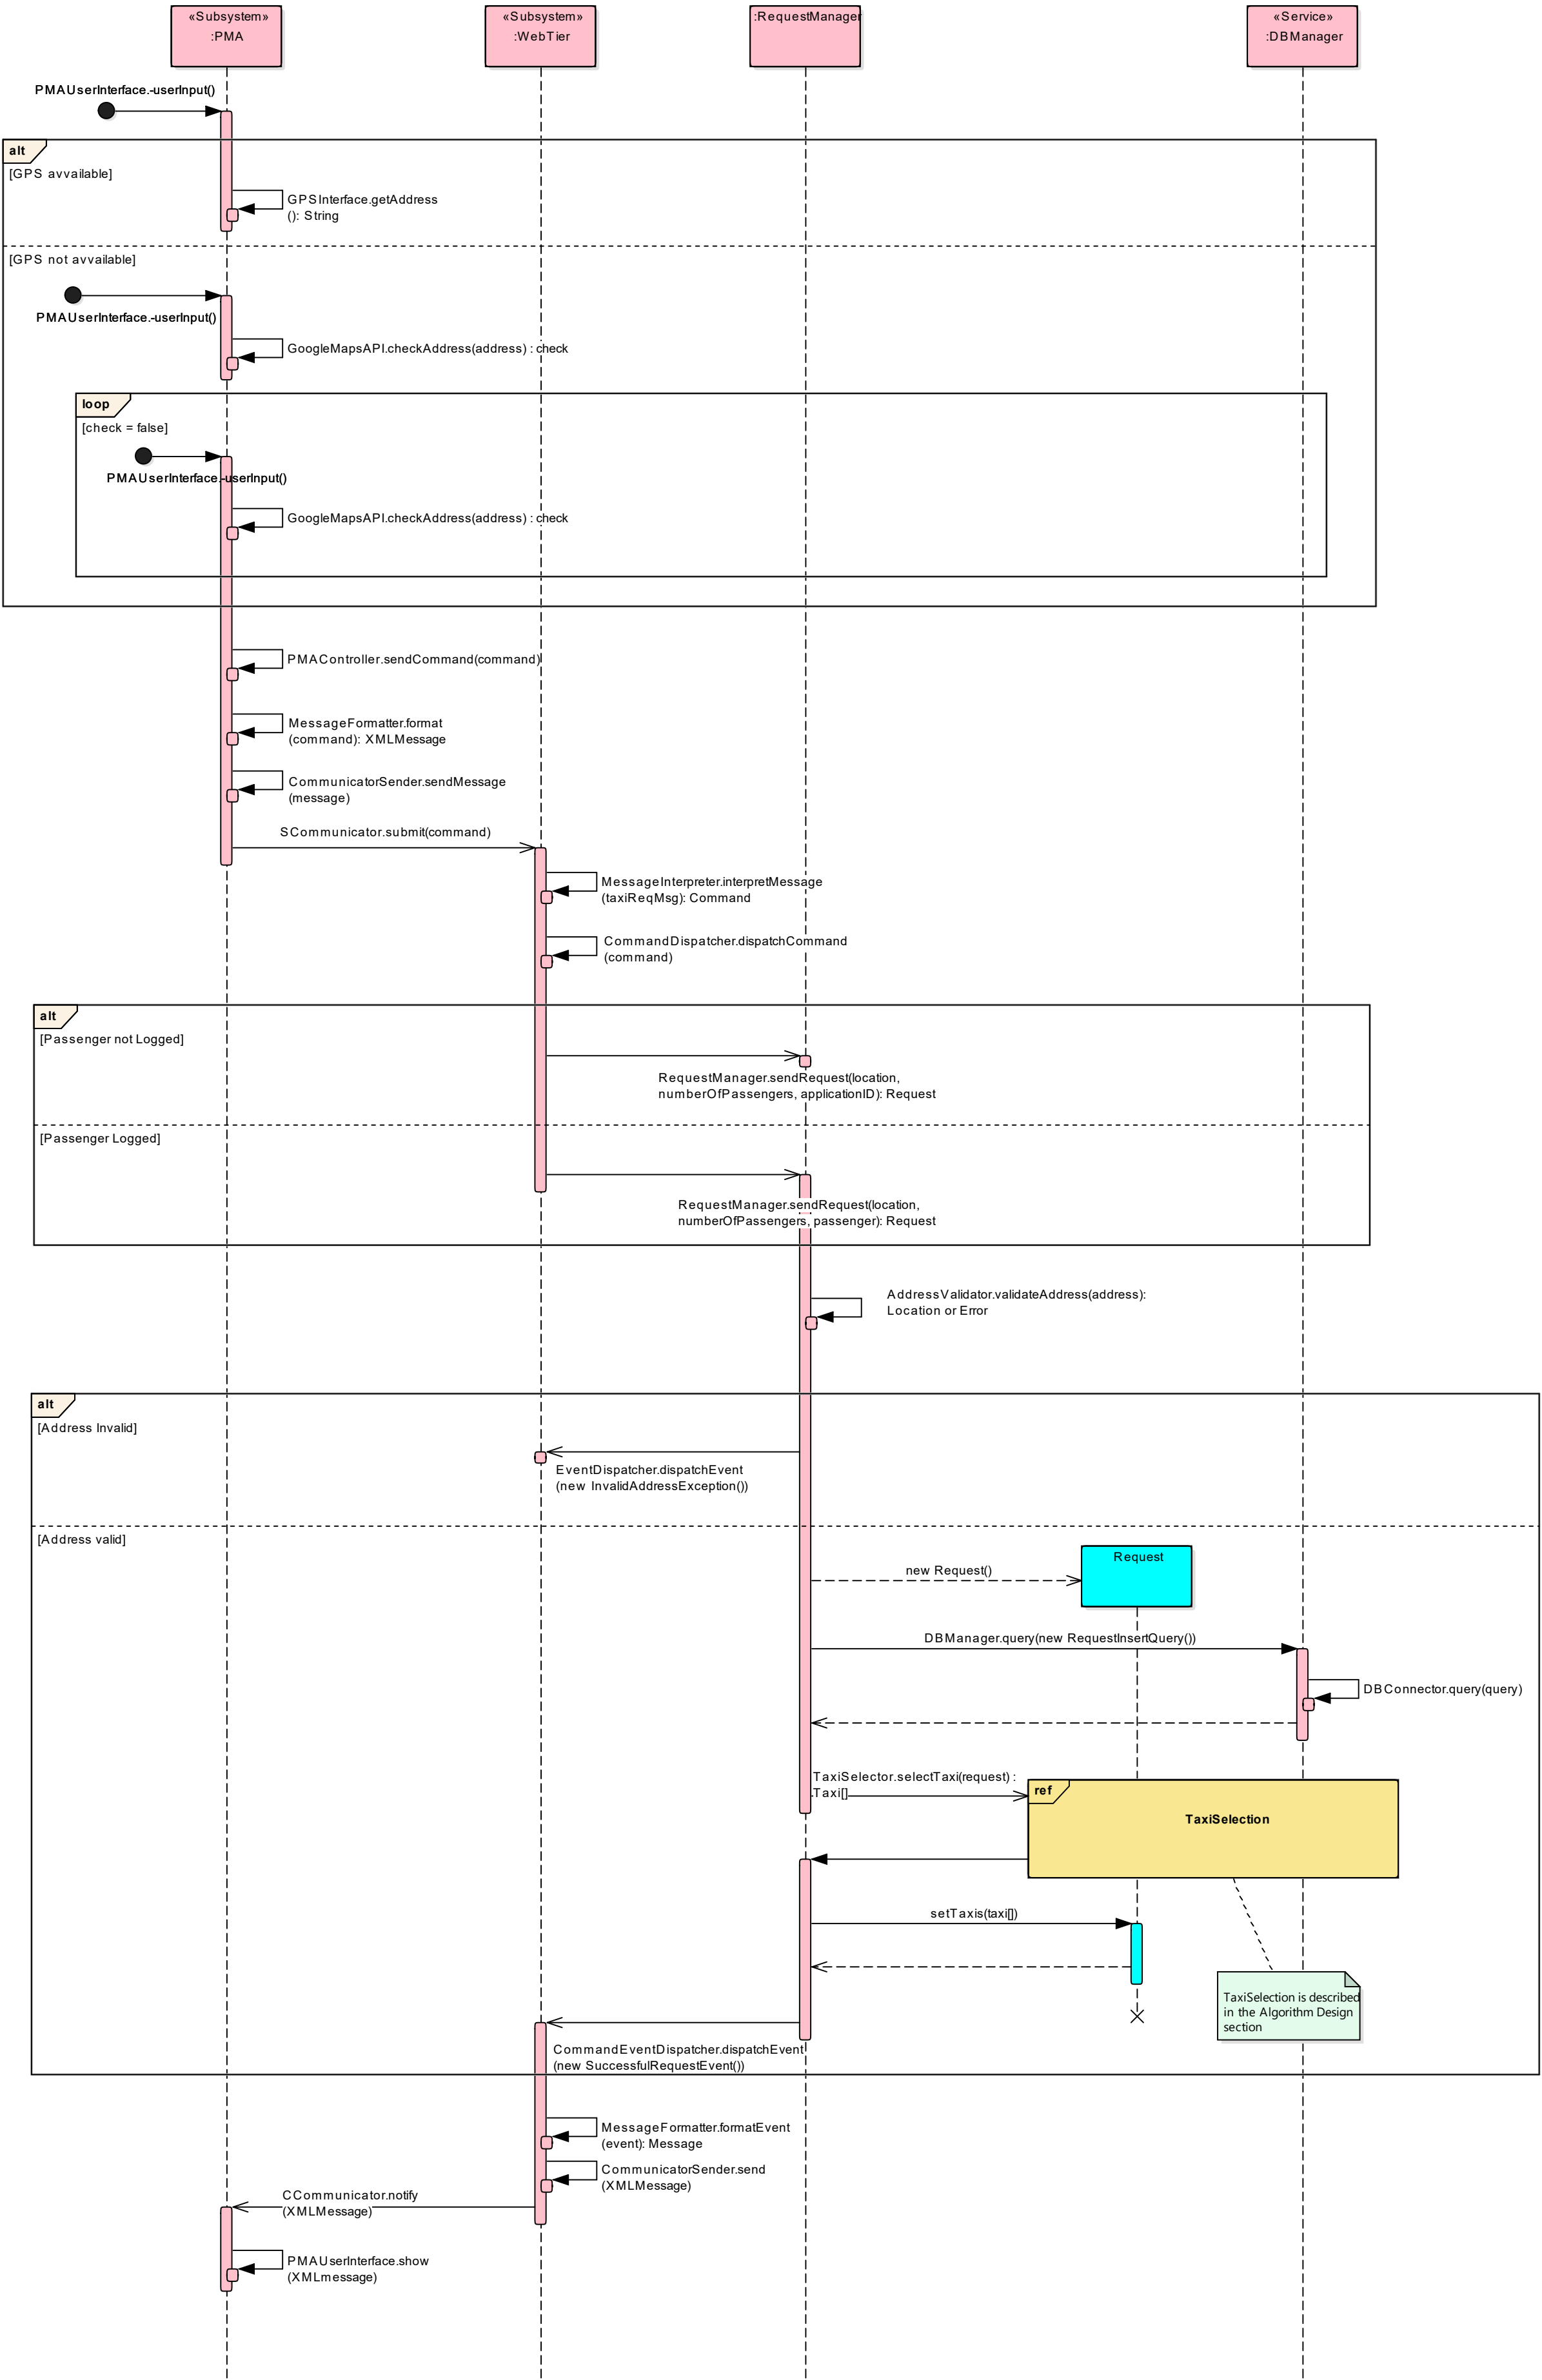 «Subsystem»
:PMA
«Subsystem»
:WebTier
:RequestManager
«Service»
:DBManager
PMAUserInterface.-userInput()
alt
[GPS avvailable]
GPSInterface.getAddress
(): String
[GPS not avvailable]
PMAUserInterface.-userInput()
GoogleMapsAPI.checkAddress(address) : check
loop
[check = false]
PMAUserInterface.-userInput()
GoogleMapsAPI.checkAddress(address) : check
PMAController.sendCommand(command)
MessageFormatter.format
(command): XMLMessage
CommunicatorSender.sendMessage
(message)
SCommunicator.submit(command)
MessageInterpreter.interpretMessage
(taxiReqMsg): Command
CommandDispatcher.dispatchCommand
(command)
alt
[Passenger not Logged]
RequestManager.sendRequest(location,
numberOfPassengers, applicationID): Request
[Passenger Logged]
RequestManager.sendRequest(location,
numberOfPassengers, passenger): Request
AddressValidator.validateAddress(address):
Location or Error
alt
[Address Invalid]
EventDispatcher.dispatchEvent
(new InvalidAddressException())
[Address valid]
Request
new Request()
DBManager.query(new RequestInsertQuery())
DBConnector.query(query)
TaxiSelector.selectTaxi(request) :
Taxi[]
ref
TaxiSelection
setTaxis(taxi[])
TaxiSelection is described
in the Algorithm Design
section
CommandEventDispatcher.dispatchEvent
(new SuccessfulRequestEvent())
MessageFormatter.formatEvent
(event): Message
CommunicatorSender.send
(XMLMessage)
CCommunicator.notify
(XMLMessage)
PMAUserInterface.show
(XMLmessage)